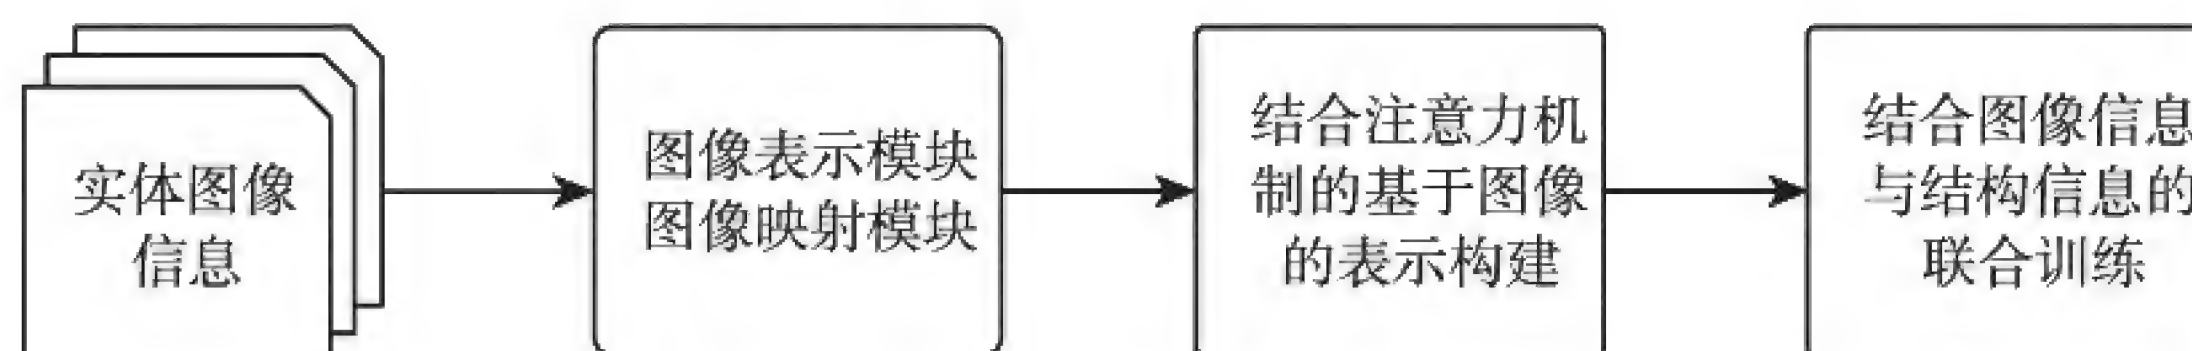 实体图像
信息
图像表示模块
图像映射模块
结合注意力机
制的基于图像
的表示构建
结合图像信息
与结构信息的
联合训练